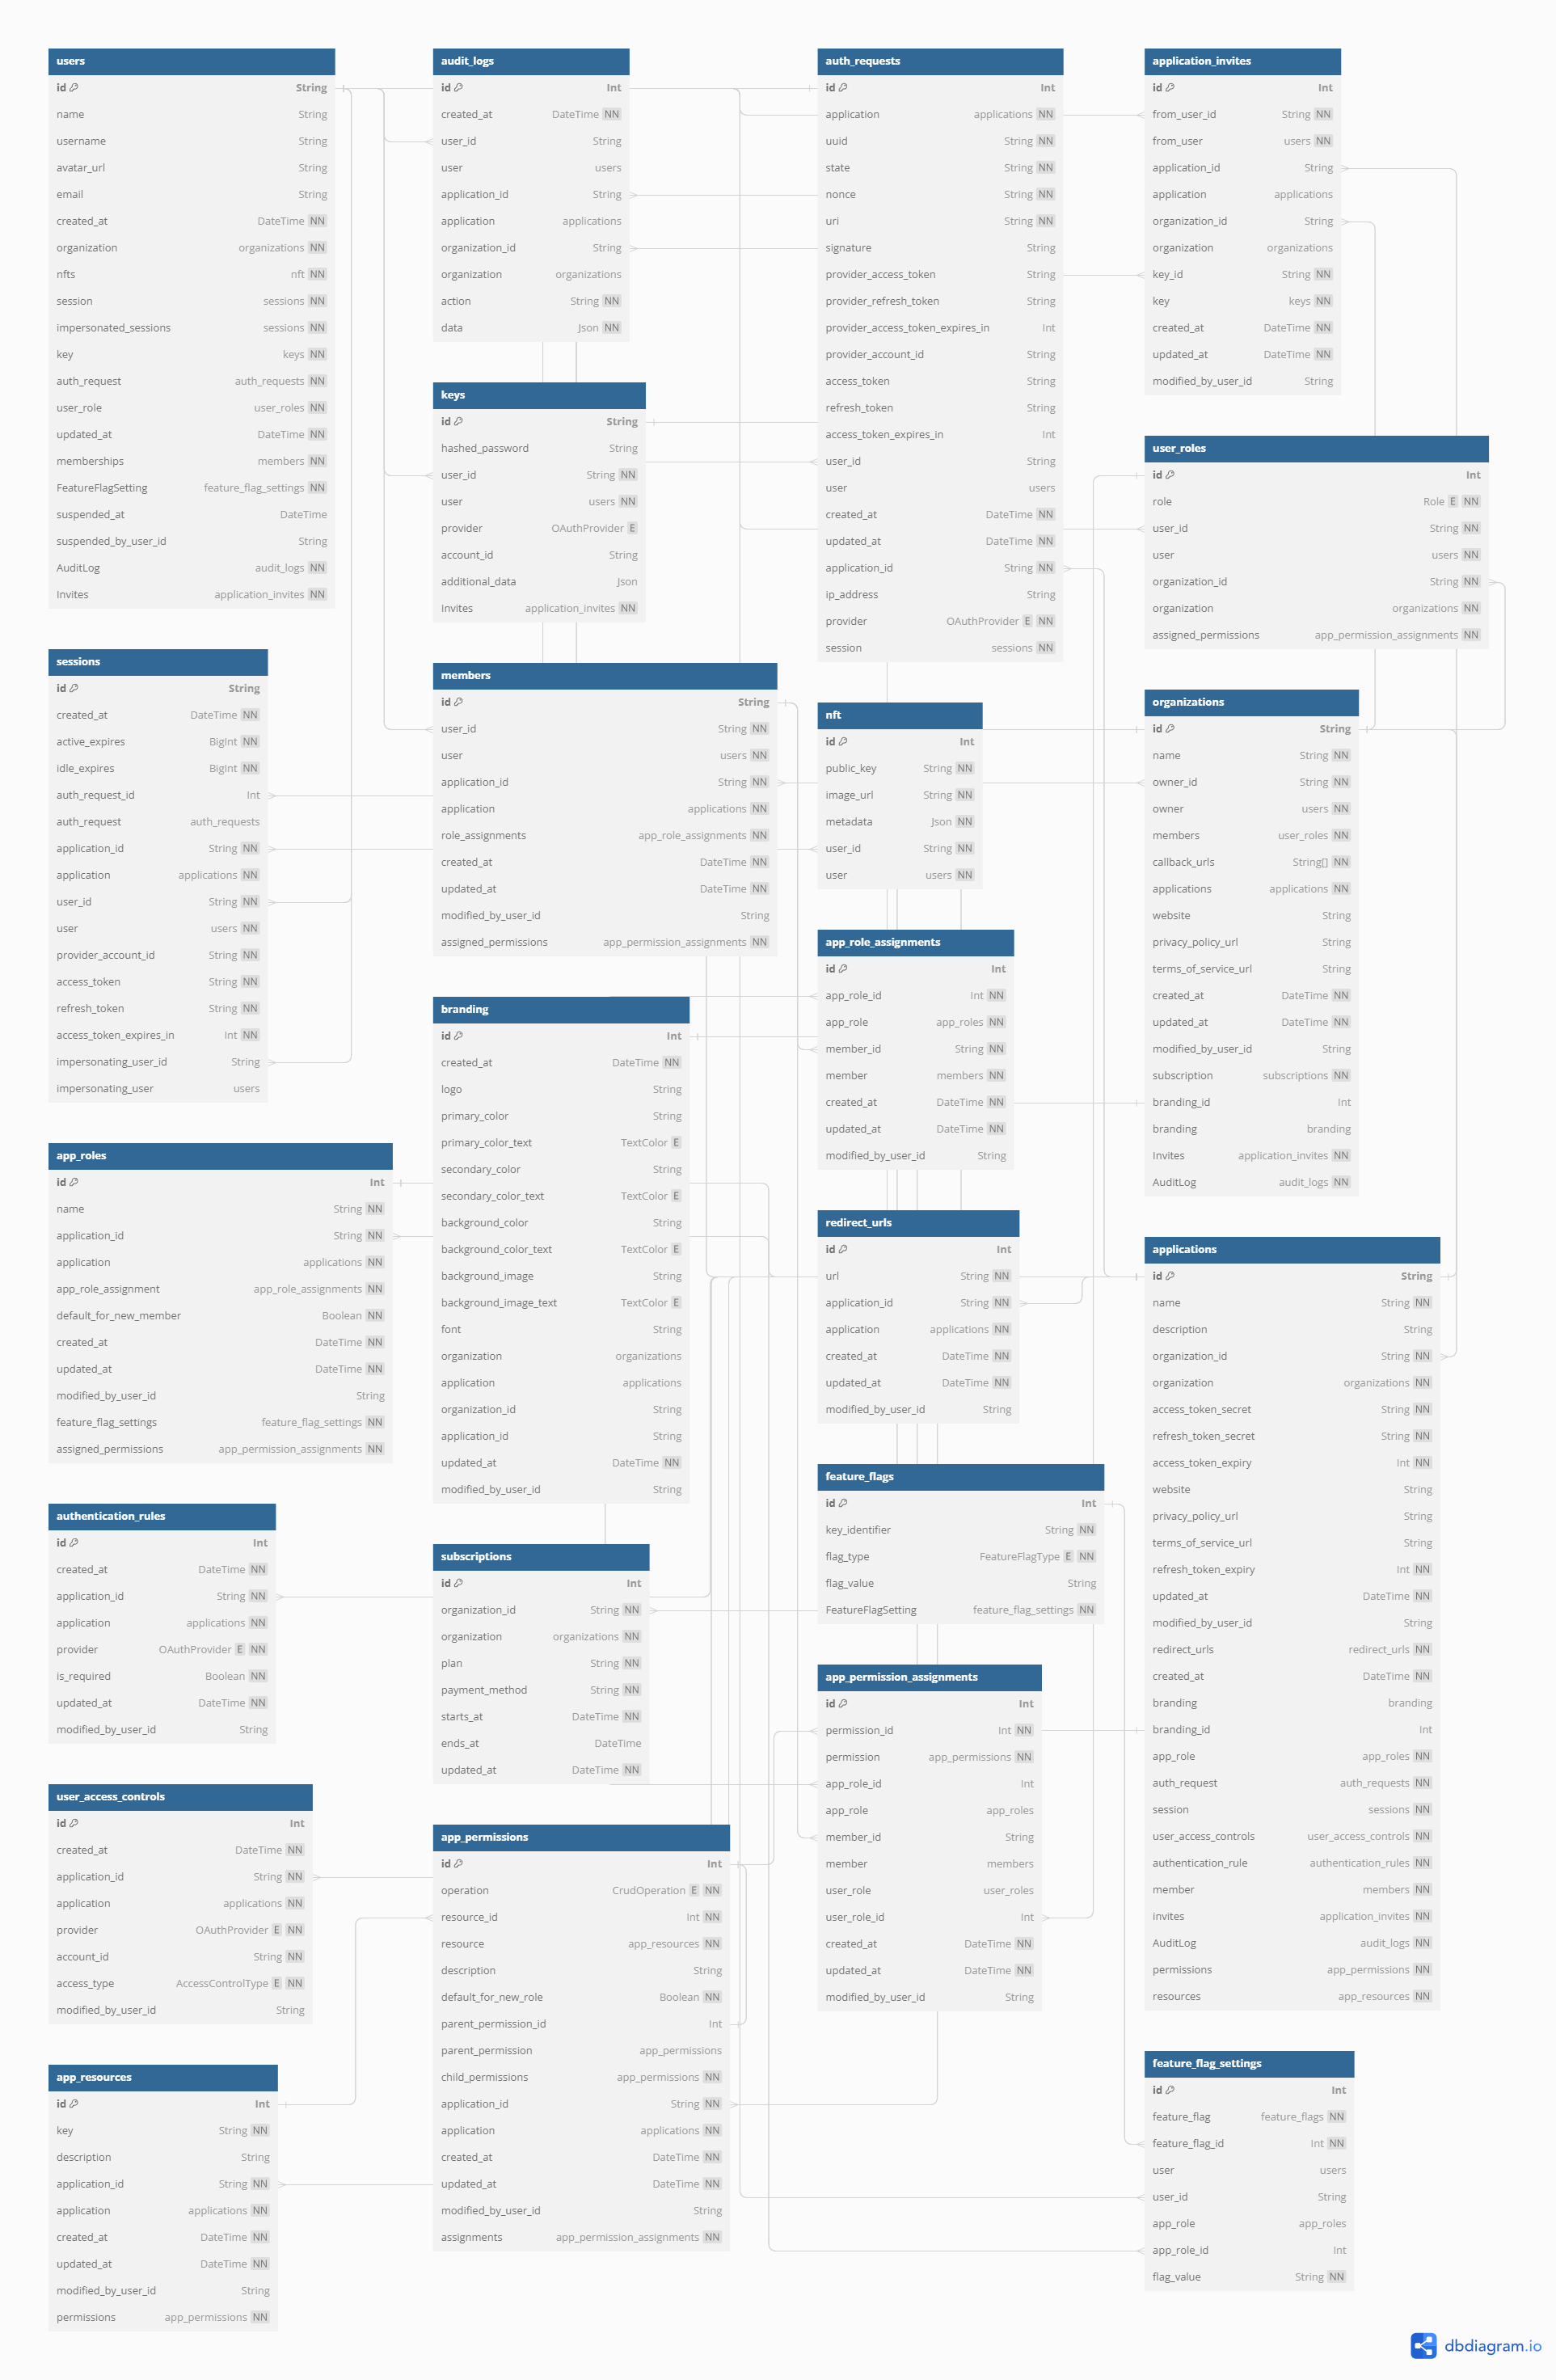 users
id String
name String
username String
avatar_url String
email String
created_at DateTime NN
organization organizations NN
nfts nft NN
session sessions NN
impersonated_sessions sessions NN
key keys NN
auth_request auth_requests NN
user_role user_roles NN
updated_at DateTime NN
memberships members NN
FeatureFlagSetting feature_flag_settings NN
suspended_at DateTime
suspended_by_user_id String
AuditLog audit_logs NN
Invites application_invites NN
sessions
id String
created_at DateTime NN
active_expires BigInt NN
idle_expires BigInt NN
auth_request_id Int
auth_request auth_requests
application_id String NN
application applications NN
user_id String NN
user users NN
provider_account_id String NN
access_token String NN
refresh_token String NN
access_token_expires_in Int NN
impersonating_user_id String
impersonating_user users
app_roles
id Int
name String NN
application_id String NN
application applications NN
app_role_assignment app_role_assignments NN
default_for_new_member Boolean NN
created_at DateTime NN
updated_at DateTime NN
modified_by_user_id String
feature_flag_settings feature_flag_settings NN
assigned_permissions app_permission_assignments NN
authentication_rules
id Int
created_at DateTime NN
application_id String NN
application applications NN
provider OAuthProvider E NN
is_required Boolean NN
updated_at DateTime NN
modified_by_user_id String
user_access_controls
id Int
created_at DateTime NN
application_id String NN
application applications NN
provider OAuthProvider E NN
account_id String NN
access_type AccessControlType E NN
modified_by_user_id String
app_resources
id Int
key String NN
description String
application_id String NN
application applications NN
created_at DateTime NN
updated_at DateTime NN
modified_by_user_id String
permissions app_permissions NN
audit_logs
id Int
created_at DateTime NN
user_id String
user users
application_id String
application applications
organization_id String
organization organizations
action String NN
data Json NN
keys
id String
hashed_password String
user_id String NN
user users NN
provider OAuthProvider E
account_id String
additional_data Json
Invites application_invites NN
members
id String
user_id String NN
user users NN
application_id String NN
application applications NN
role_assignments app_role_assignments NN
created_at DateTime NN
updated_at DateTime NN
modified_by_user_id String
assigned_permissions app_permission_assignments NN
branding
id Int
created_at DateTime NN
logo String
primary_color String
primary_color_text TextColor E
secondary_color String
secondary_color_text TextColor E
background_color String
background_color_text TextColor E
background_image String
background_image_text TextColor E
font String
organization organizations
application applications
organization_id String
application_id String
updated_at DateTime NN
modified_by_user_id String
subscriptions
id Int
organization_id String NN
organization organizations NN
plan String NN
payment_method String NN
starts_at DateTime NN
ends_at DateTime
updated_at DateTime NN
app_permissions
id Int
operation CrudOperation E NN
resource_id Int NN
resource app_resources NN
description String
default_for_new_role Boolean NN
parent_permission_id Int
parent_permission app_permissions
child_permissions app_permissions NN
application_id String NN
application applications NN
created_at DateTime NN
updated_at DateTime NN
modified_by_user_id String
assignments app_permission_assignments NN
auth_requests
id Int
application applications NN
uuid String NN
state String NN
nonce String NN
uri String NN
signature String
provider_access_token String
provider_refresh_token String
provider_access_token_expires_in Int
provider_account_id String
access_token String
refresh_token String
access_token_expires_in Int
user_id String
user users
created_at DateTime NN
updated_at DateTime NN
application_id String NN
ip_address String
provider OAuthProvider E NN
session sessions NN
nft
id Int
public_key String NN
image_url String NN
metadata Json NN
user_id String NN
user users NN
app_role_assignments
id Int
app_role_id Int NN
app_role app_roles NN
member_id String NN
member members NN
created_at DateTime NN
updated_at DateTime NN
modified_by_user_id String
redirect_urls
id Int
url String NN
application_id String NN
application applications NN
created_at DateTime NN
updated_at DateTime NN
modified_by_user_id String
feature_flags
id Int
key_identifier String NN
flag_type FeatureFlagType E NN
flag_value String
FeatureFlagSetting feature_flag_settings NN
app_permission_assignments
id Int
permission_id Int NN
permission app_permissions NN
app_role_id Int
app_role app_roles
member_id String
member members
user_role user_roles
user_role_id Int
created_at DateTime NN
updated_at DateTime NN
modified_by_user_id String
application_invites
id Int
from_user_id String NN
from_user users NN
application_id String
application applications
organization_id String
organization organizations
key_id String NN
key keys NN
created_at DateTime NN
updated_at DateTime NN
modified_by_user_id String
user_roles
id Int
role Role E NN
user_id String NN
user users NN
organization_id String NN
organization organizations NN
assigned_permissions app_permission_assignments NN
organizations
id String
name String NN
owner_id String NN
owner users NN
members user_roles NN
callback_urls String[] NN
applications applications NN
website String
privacy_policy_url String
terms_of_service_url String
created_at DateTime NN
updated_at DateTime NN
modified_by_user_id String
subscription subscriptions NN
branding_id Int
branding branding
Invites application_invites NN
AuditLog audit_logs NN
applications
id String
name String NN
description String
organization_id String NN
organization organizations NN
access_token_secret String NN
refresh_token_secret String NN
access_token_expiry Int NN
website String
privacy_policy_url String
terms_of_service_url String
refresh_token_expiry Int NN
updated_at DateTime NN
modified_by_user_id String
redirect_urls redirect_urls NN
created_at DateTime NN
branding branding
branding_id Int
app_role app_roles NN
auth_request auth_requests NN
session sessions NN
user_access_controls user_access_controls NN
authentication_rule authentication_rules NN
member members NN
invites application_invites NN
AuditLog audit_logs NN
permissions app_permissions NN
resources app_resources NN
feature_flag_settings
id Int
feature_flag feature_flags NN
feature_flag_id Int NN
user users
user_id String
app_role app_roles
app_role_id Int
flag_value String NN
dbdiagram.io